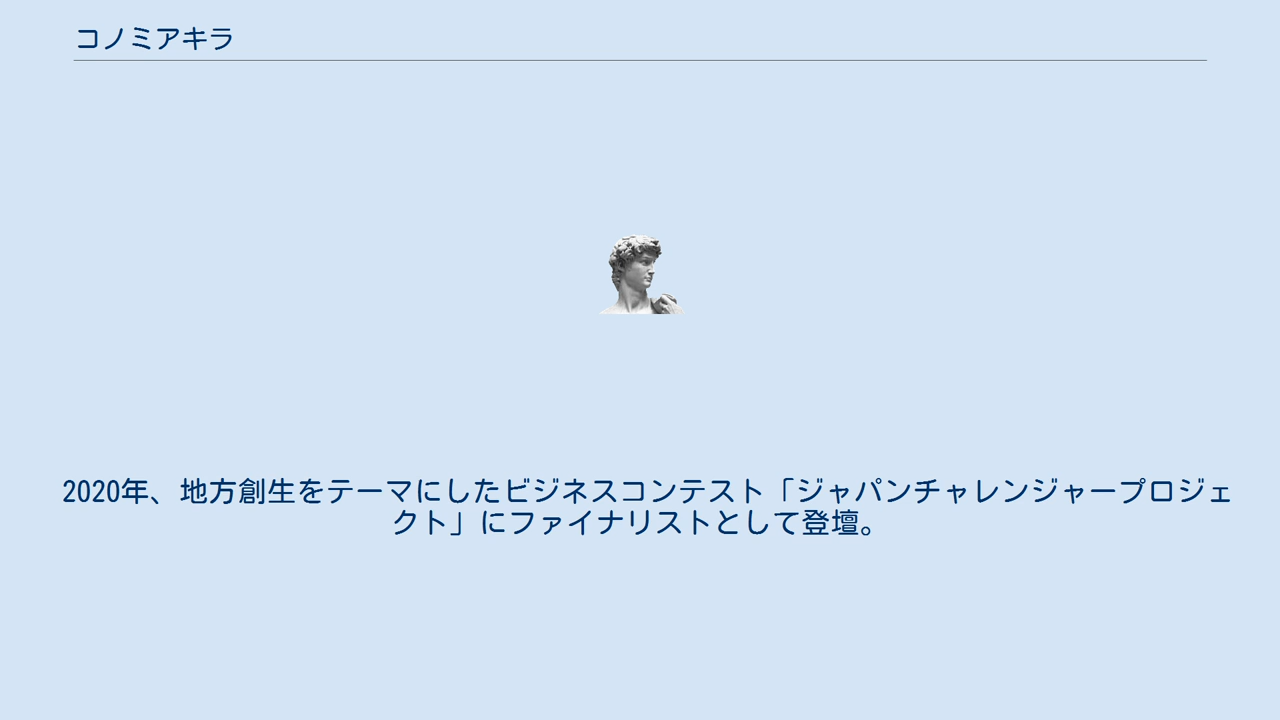 コノミアキラ
2020年、地方創生をテーマにしたビジネスコンテスト「ジャパンチャレンジャープロジェ
クト」にファイナリストとして登壇。